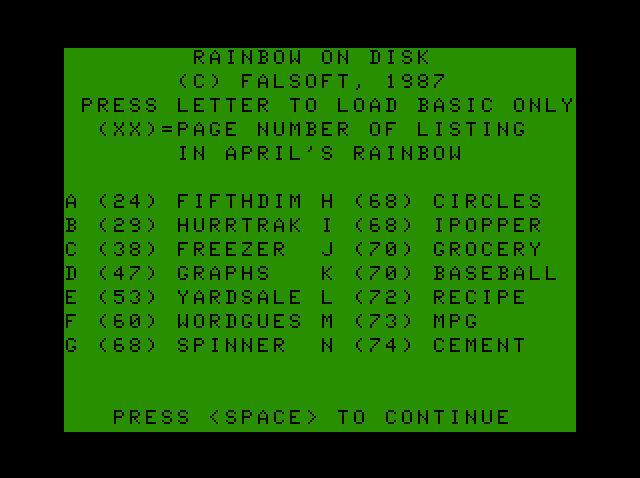 RAINBOW ON DISK
(C) FALSOFT, 1987
PRESS LETTER TO LOAD BASIC ONLY
(XX)=PAGE NUMBER OF LISTING
IN APRIL'S RAINBOW
A (24) FIFTHDIM H (68) CIRCLES
B (29) HURRTRAK I (68) IPOPPER
C (38) FREEZER J (70) GROCERY
D (47) GRAPHS K (70) BASEBALL
E (53) YARDSALE L (72) RECIPE
F (60) WORDGUES M (73) MPG
G (68) SPINNER N (74) CEMENT
PRESS <SPACE> TO CONTINUE